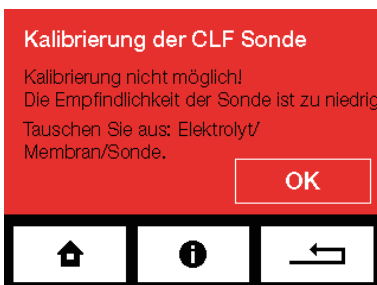 Kalibrierung der CLF Sonde
Kalibrierung nicht möglich!
Die Empfindlichkeit der Sonde ist zu niedrig
Tauschen Sie aus: Elektrolyt/
Membran/Sonde.
OK